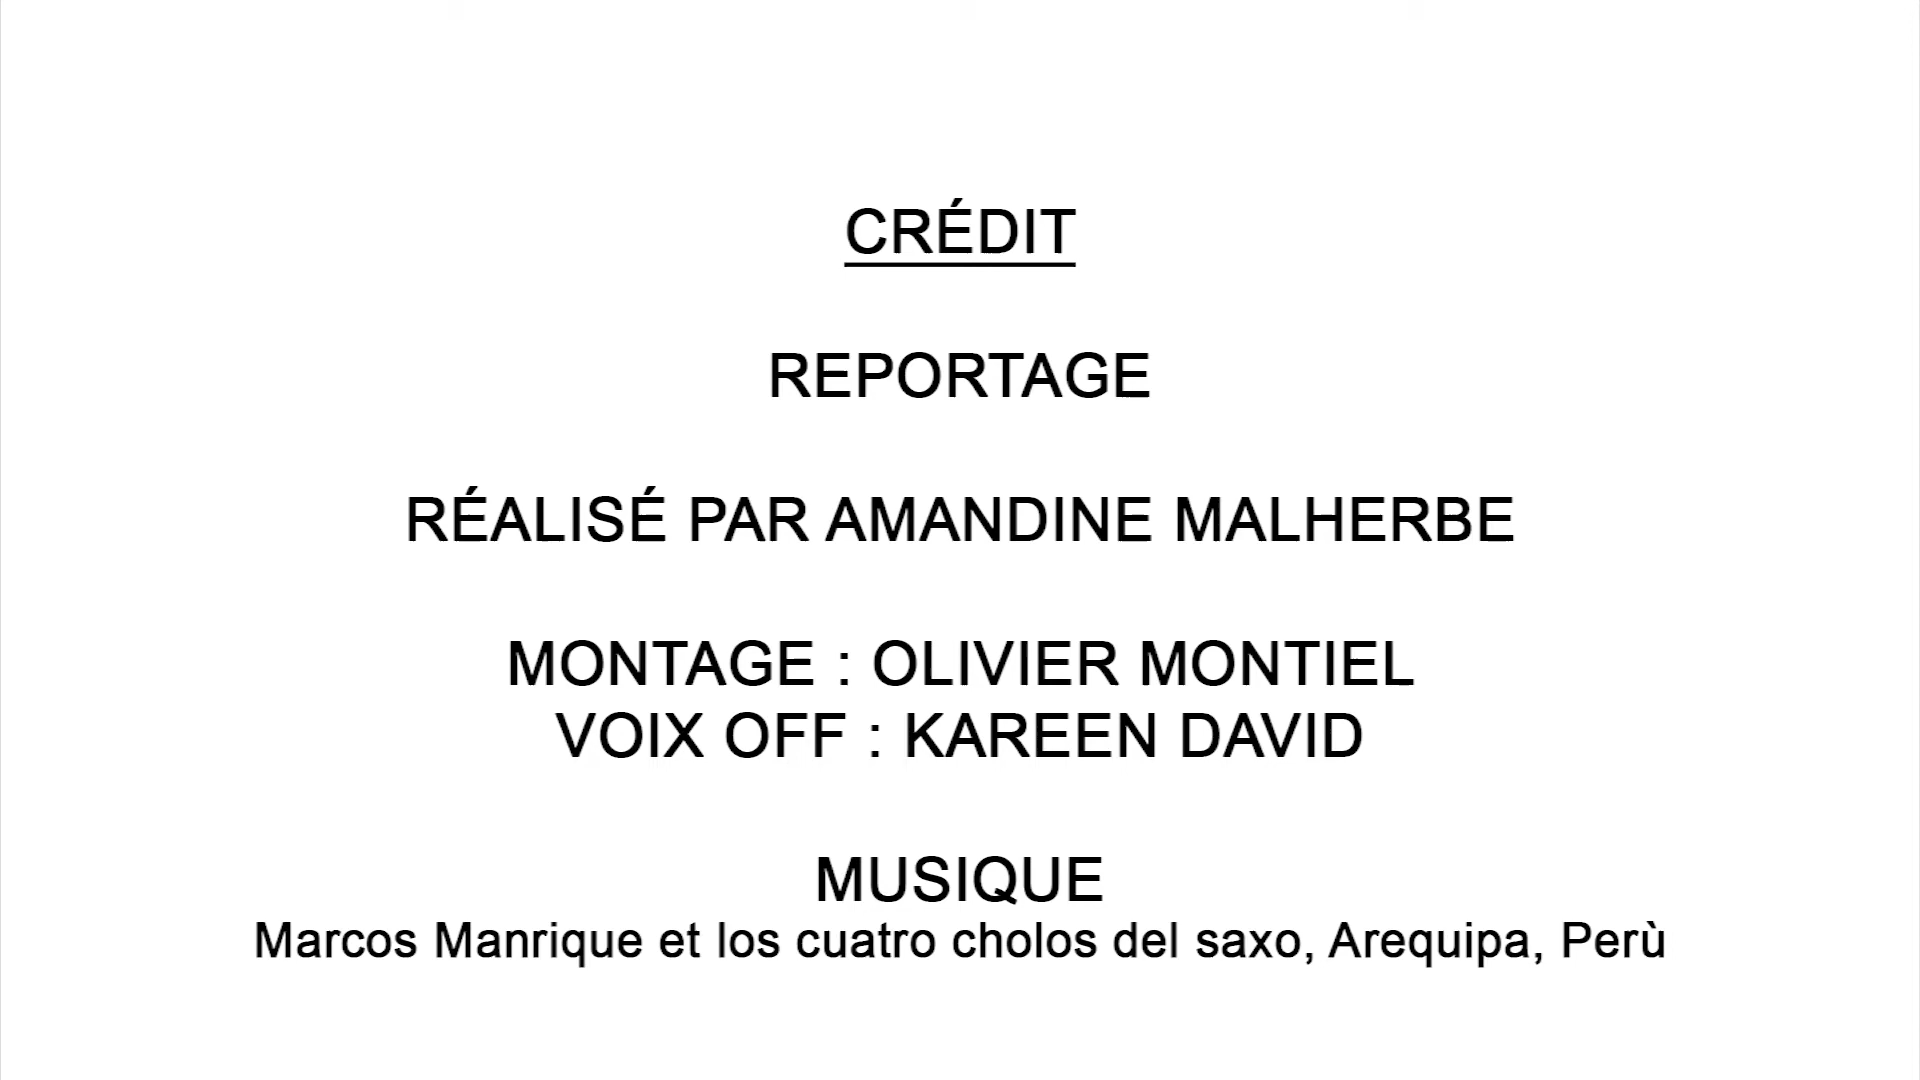 CRÉDIT
REPORTAGE
RÉALISÉ PAR AMANDINE MALHERBE
MONTAGE : OLIVIER MONTIEL
VOIX OFF : KAREEN DAVID
MUSIQUE
Marcos Manrique et los cuatro cholos del saxo, Arequipa, Perù